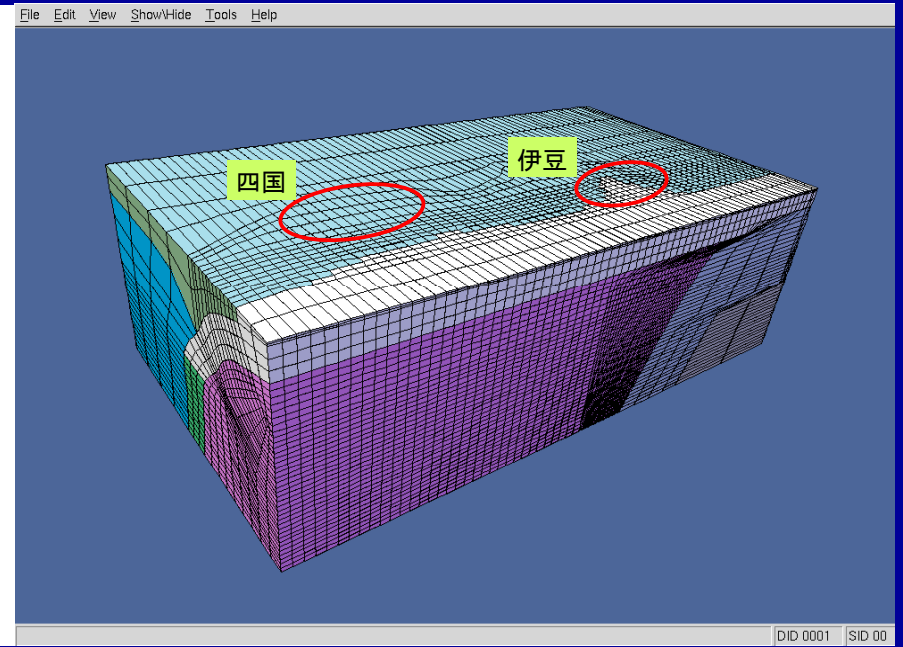 File Edit View Show\Hide Tools Help
伊豆
四国
DID 0001 SID 00